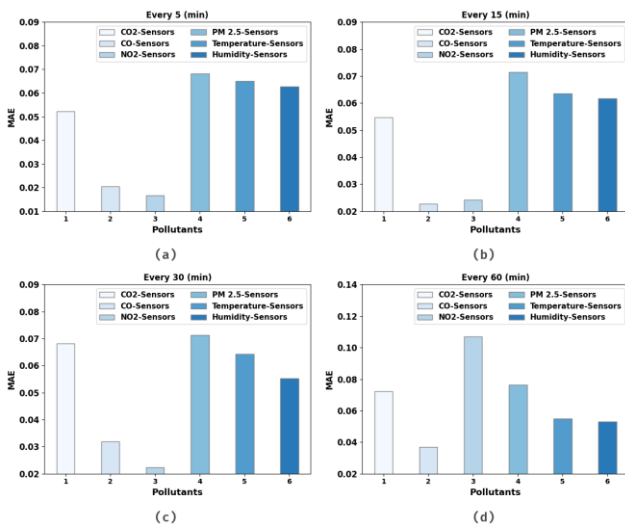 Every 5 (min)
CO2-Sensors PM 2.5-Sensors
CO-Sensors Temperature-Sensors
NO2-Sensors Humidity-Sensors
0.09
0.08
0.07
0.06
0.05
0.04
0.03
0.02
0.01
MAE
1 2 3 4 5 6
Pollutants
(a)
Every 15 (min)
CO2-Sensors PM 2.5-Sensors
CO-Sensors Temperature-Sensors
NO2-Sensors Humidity-Sensors
0.09
0.08
0.07
0.06
0.05
0.04
0.03
0.02
MAE
1 2 3 4 5 6
Pollutants
(b)
Every 30 (min)
CO2-Sensors PM 2.5-Sensors
CO-Sensors Temperature-Sensors
NO2-Sensors Humidity-Sensors
0.09
0.08
0.07
0.06
0.05
0.04
0.03
0.02
MAE
1 2 3 4 5 6
Pollutants
(c)
Every 60 (min)
CO2-Sensors PM 2.5-Sensors
CO-Sensors Temperature-Sensors
NO2-Sensors Humidity-Sensors
0.14
0.12
0.10
0.08
0.06
0.04
0.02
MAE
1 2 3 4 5 6
Pollutants
(d)